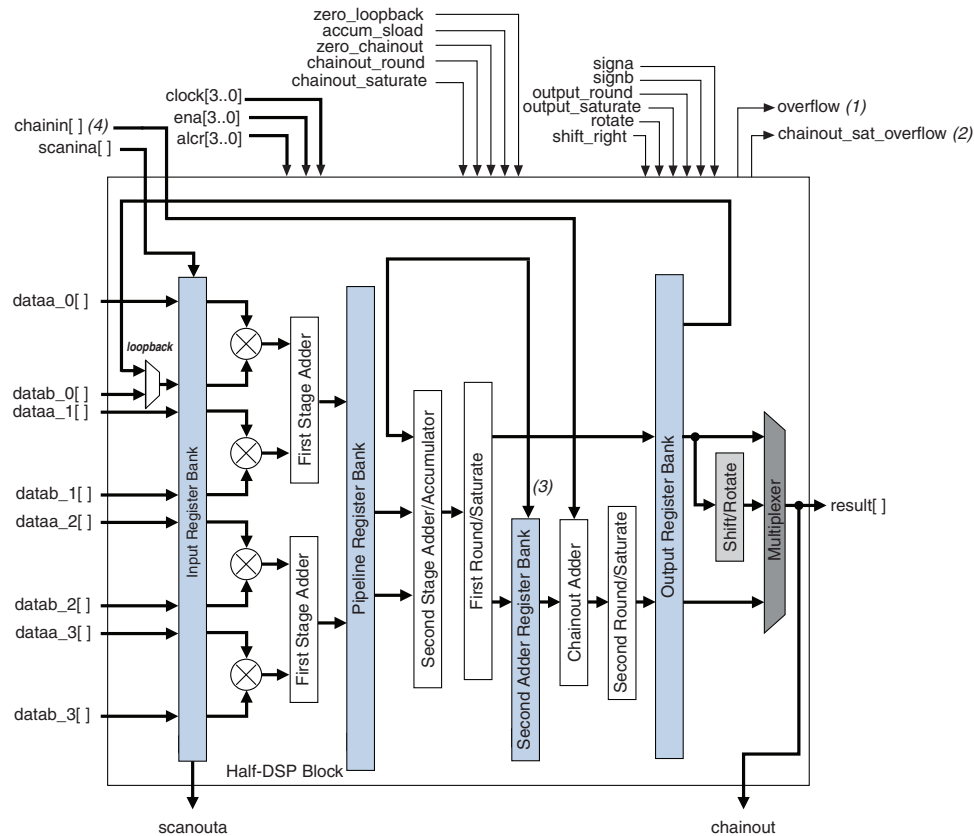 zero_loopback
accum_sload
zero_chainout
chainout_round
chainout_saturate
signa
signb
output_round
output_saturate
rotate
shift_right
clock[3..0]
ena[3..0]
alcr[3..0]
overflow (1)
chainout_sat_overflow (2)
chainin[ ] (4)
scanina[ ]
dataa_0[ ]
loopback
datab_0[ ]
dataa_1[ ]
datab_1[ ]
dataa_2[ ]
datab_2[ ]
dataa_3[ ]
datab_3[ ]
Input Register Bank
First Stage Adder
First Stage Adder
Pipeline Register Bank
Second Stage Adder/Accumulator
First Round/Saturate
(3)
Second Adder Register Bank
Chainout Adder
Second Round/Saturate
Output Register Bank
Shift/Rotate
Multiplexer
result[ ]
Half-DSP Block
scanouta
chainout